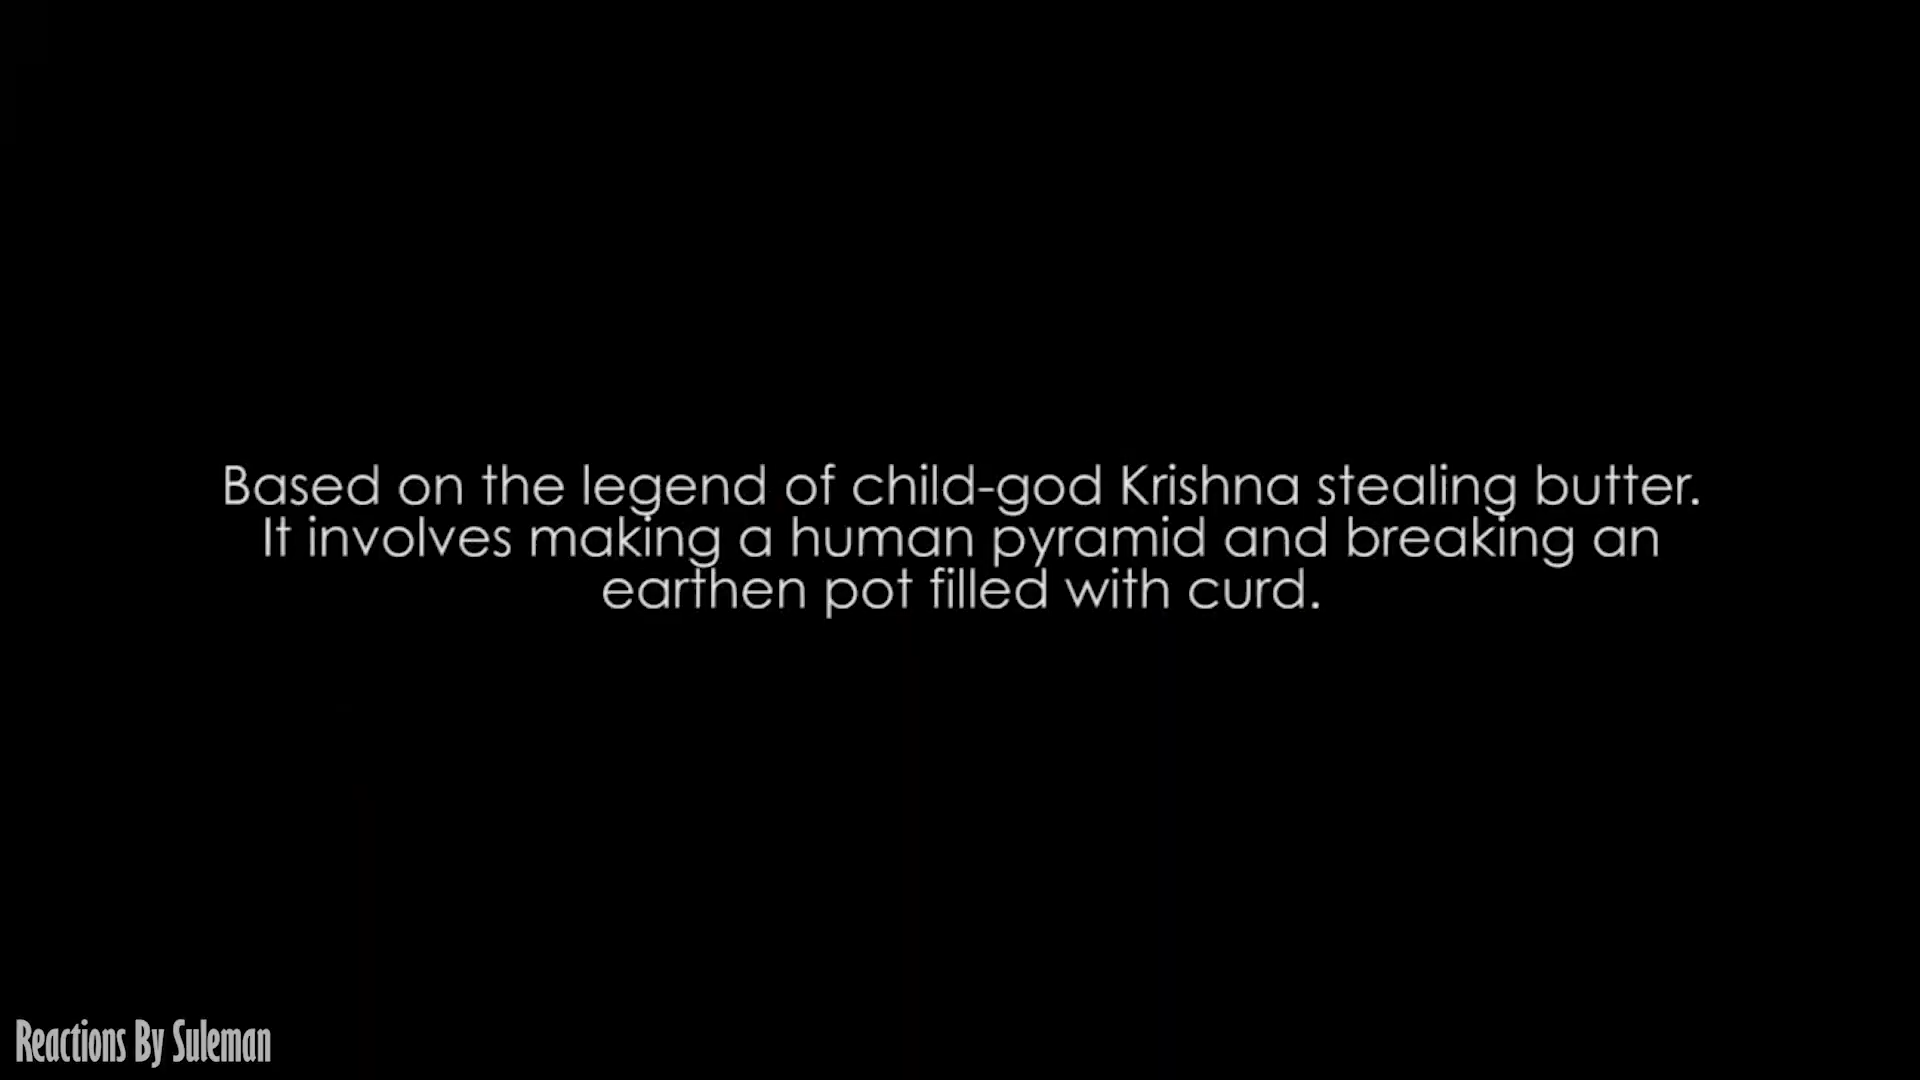 Based on the legend of child-god Krishna stealing butter.
It involves making a human pyramid and breaking an
earthen pot filled with curd.
Reactions By Suleman